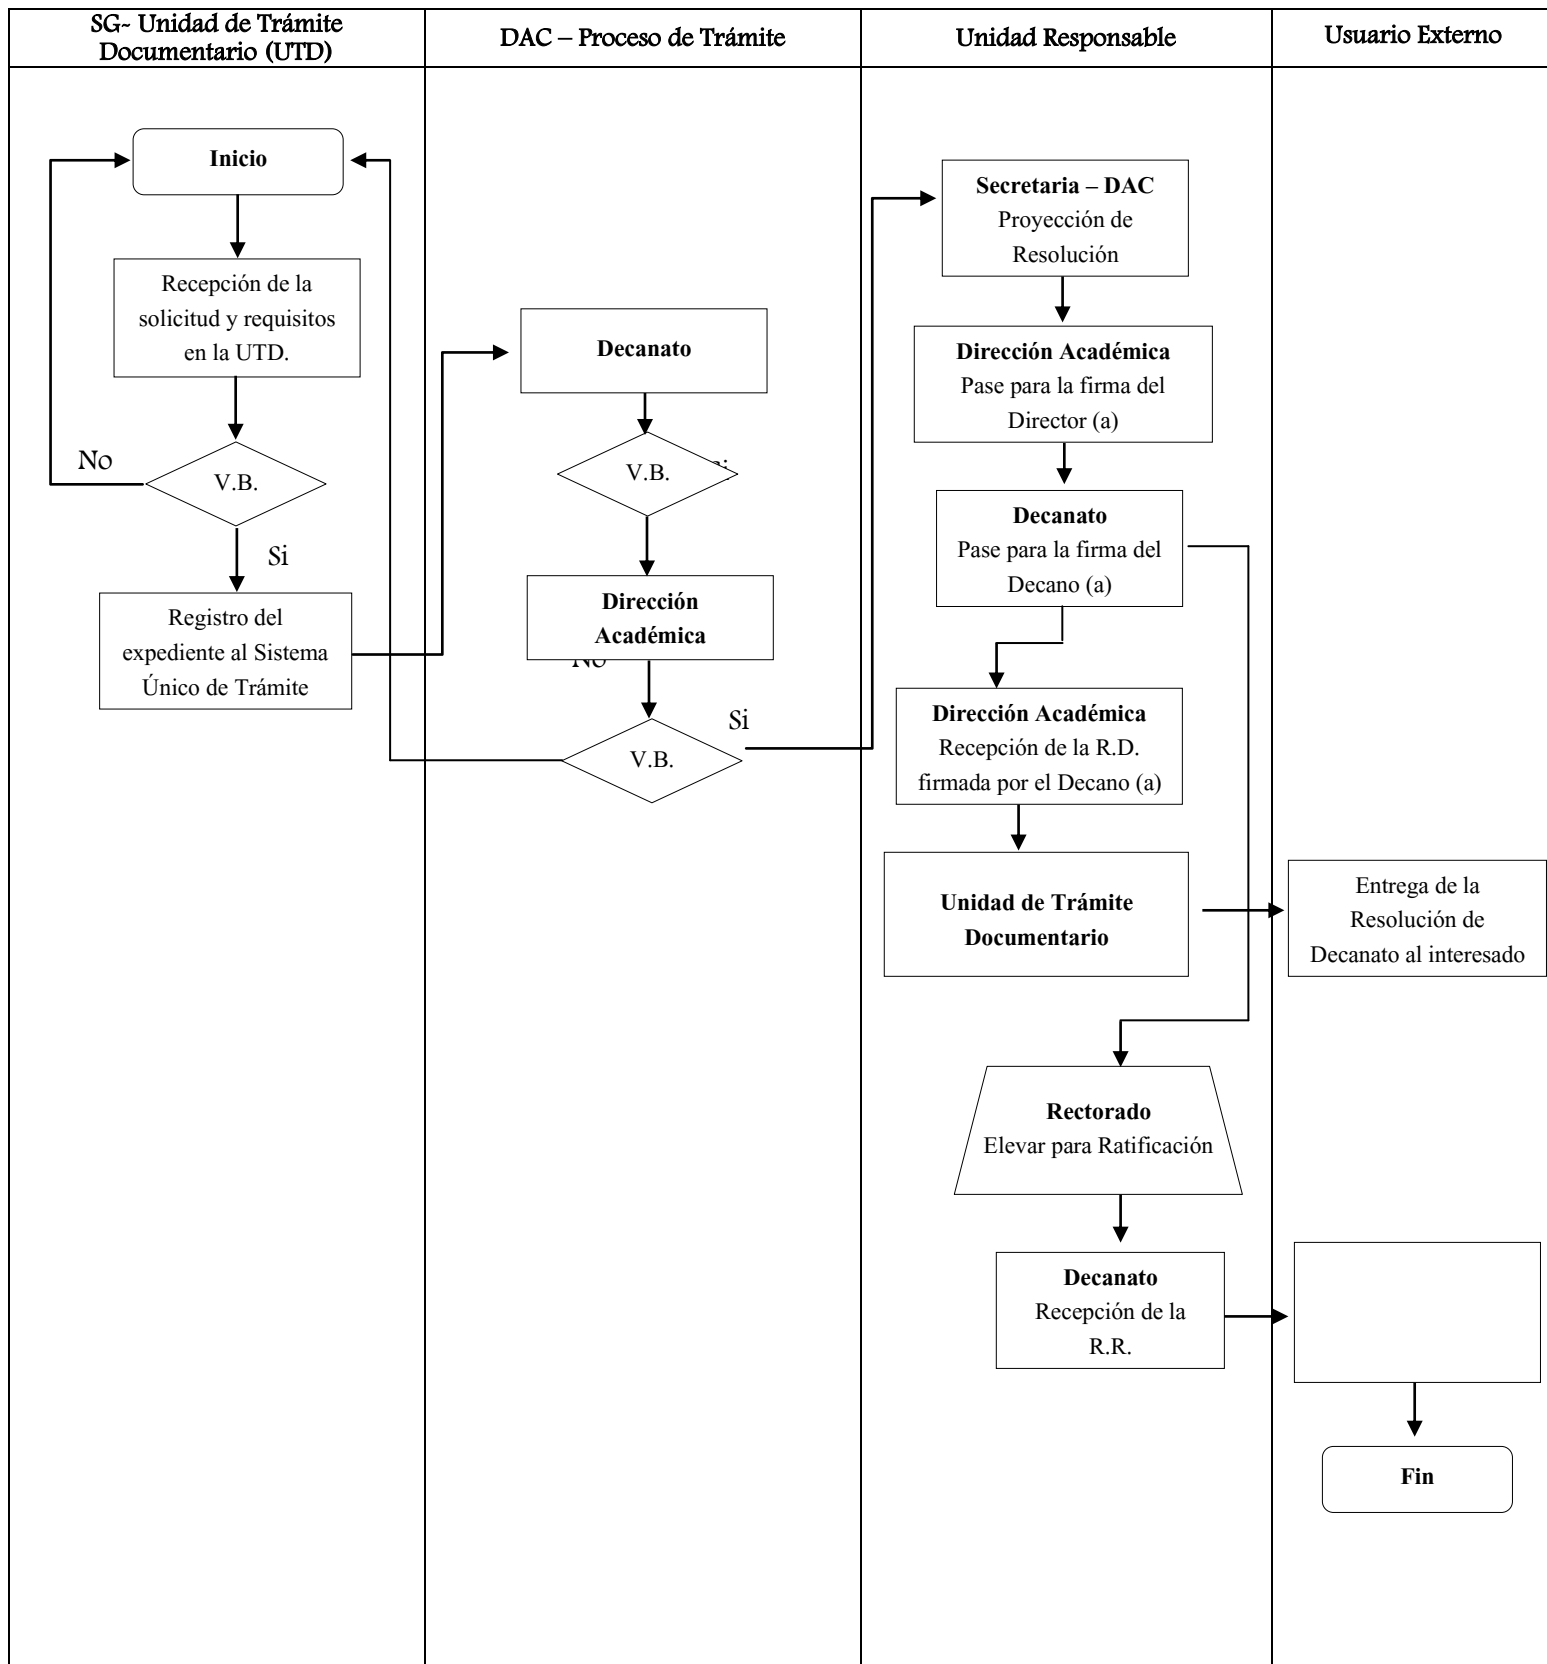 SG- Unidad de Trámite
Documentario (UTD)
DAC – Proceso de Trámite
Unidad Responsable
Usuario Externo
Inicio
Recepción de la
solicitud y requisitos
en la UTD.
No
V.B.
Si
Registro del
expediente al Sistema
Único de Trámite
Decanato
V.B.
Dirección
Académica
No
Si
V.B.
Secretaria – DAC
Proyección de
Resolución
Dirección Académica
Pase para la firma del
Director (a)
Decanato
Pase para la firma del
Decano (a)
Dirección Académica
Recepción de la R.D.
firmada por el Decano (a)
Unidad de Trámite
Documentario
Entrega de la
Resolución de
Decanato al interesado
Rectorado
Elevar para Ratificación
Decanato
Recepción de la
R.R.
Fin